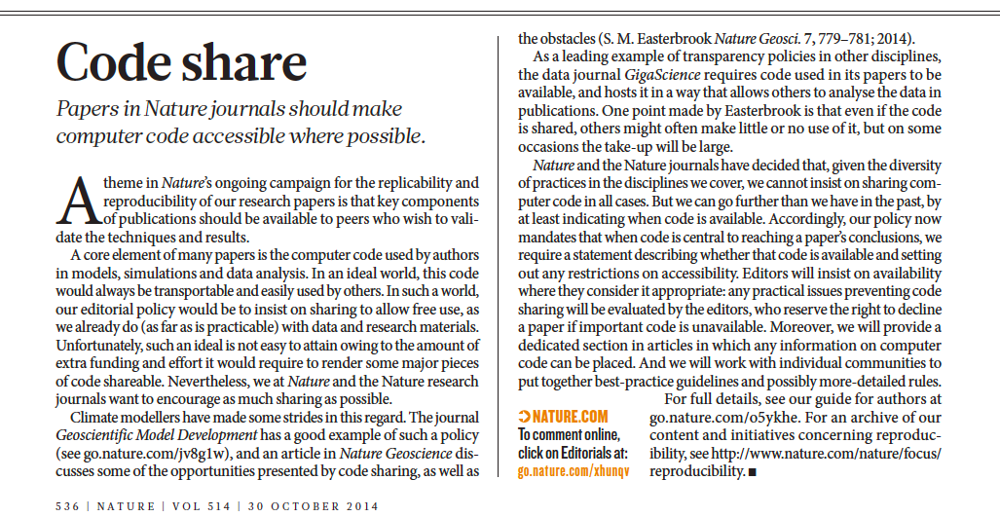 Code share
Papers in Nature journals should make
computer code accessible where possible.
A theme in Nature's ongoing campaign for the replicability and
reproducibility of our research papers is that key components
of publications should be available to peers who wish to vali-
date the techniques and results.
A core element of many papers is the computer code used by authors
in models, simulations and data analysis. In an ideal world, this code
would always be transportable and easily used by others. In such a world,
our editorial policy would be to insist on sharing to allow free use, as
we already do (as far as is practicable) with data and research materials.
Unfortunately, such an ideal is not easy to attain owing to the amount of
extra funding and effort it would require to render some major pieces
of code shareable. Nevertheless, we at Nature and the Nature research
journals want to encourage as much sharing as possible.
Climate modellers have made some strides in this regard. The journal
Geoscientific Model Development has a good example of such a policy
(see go.nature.com/jv8g1w), and an article in Nature Geoscience dis-
cusses some of the opportunities presented by code sharing, as well as
the obstacles (S. M. Easterbrook Nature Geosci. 7, 779–781; 2014).
As a leading example of transparency policies in other disciplines,
the data journal GigaScience requires code used in its papers to be
available, and hosts it in a way that allows others to analyse the data in
publications. One point made by Easterbrook is that even if the code
is shared, others might often make little or no use of it, but on some
occasions the take-up will be large.
Nature and the Nature journals have decided that, given the diversity
of practices in the disciplines we cover, we cannot insist on sharing com-
puter code in all cases. But we can go further than we have in the past, by
at least indicating when code is available. Accordingly, our policy now
mandates that when code is central to reaching a paper's conclusions, we
require a statement describing whether that code is available and setting
out any restrictions on accessibility. Editors will insist on availability
where they consider it appropriate: any practical issues preventing code
sharing will be evaluated by the editors, who reserve the right to decline
a paper if important code is unavailable. Moreover, we will provide a
dedicated section in articles in which any information on computer
code can be placed. And we will work with individual communities to
put together best-practice guidelines and possibly more-detailed rules.
For full details, see our guide for authors at
go.nature.com/o5ykhe. For an archive of our
content and initiatives concerning reproduc-
ibility, see http://www.nature.com/nature/focus/
reproducibility. ■
NATURE.COM
To comment online,
click on Editorials at:
go.nature.com/xhunqv
536 | NATURE | VOL 514 | 30 OCTOBER 2014